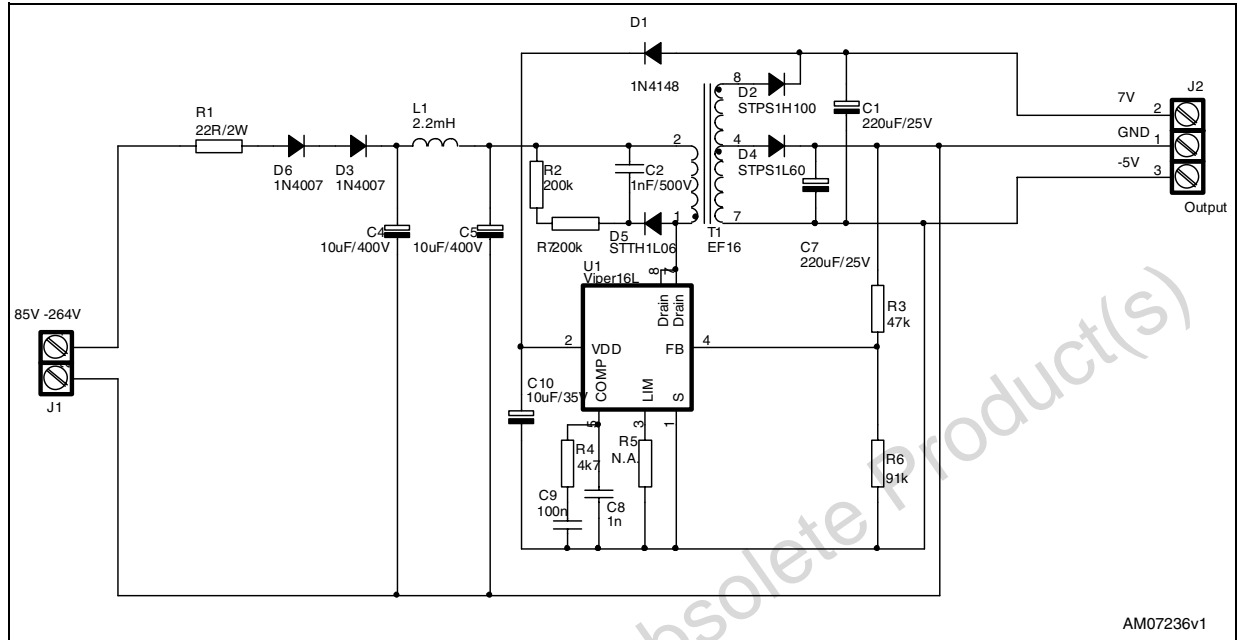 D1
1N4148
8
D2
STPS1H100
C1
220uF/25V
J2
7V
2
GND
1
-5V
3
Output
R1
22R/2W
L1
2.2mH
D6
1N4007
D3
1N4007
2
4
D4
STPS1L60
R2
200k
C2
1nF/500V
1
7
R7
200k
D5
STTH1L06
T1
EF16
C7
220uF/25V
C4
10uF/400V
C5
10uF/400V
U1
Viper16L
8
7
Drain
Drain
R3
47k
85V -264V
2
VDD
FB
4
COMP
LIM
S
J1
C10
10uF/35V
5
3
1
R4
4k7
R5
N.A.
R6
91k
C9
100n
C8
1n
bsolete Product(s)
AM07236v1